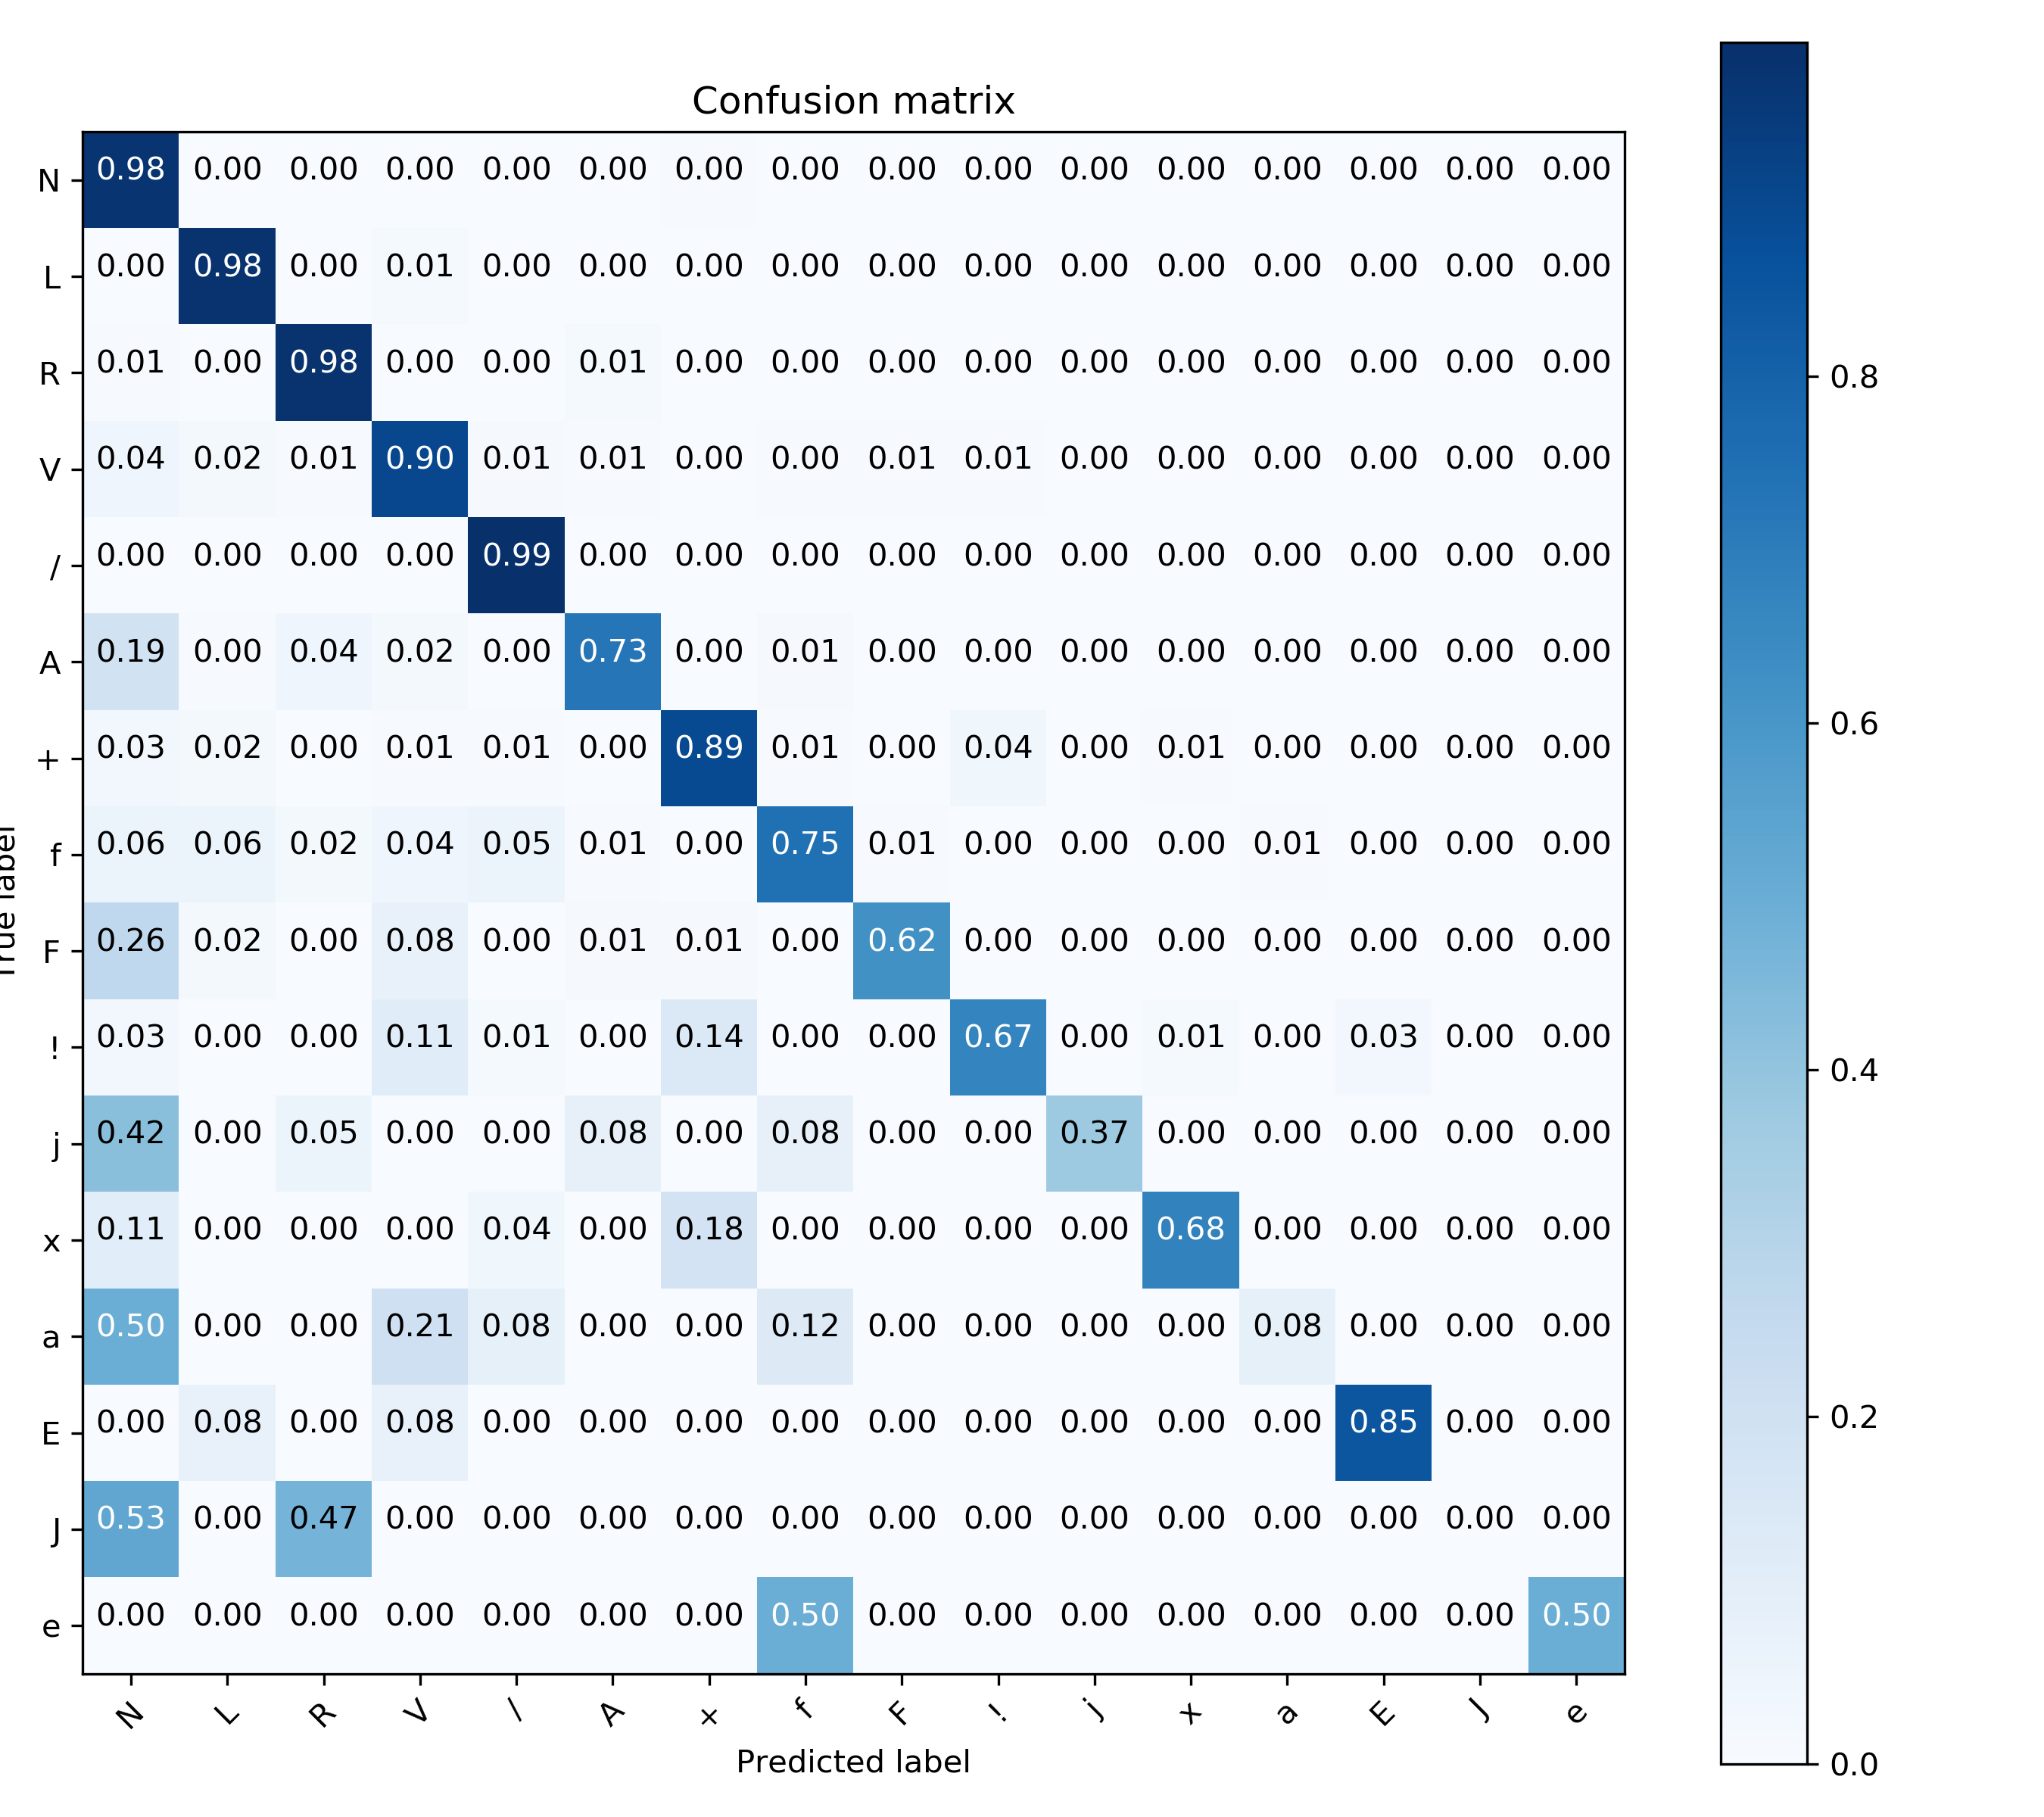 Confusion matrix
N 0.98 0.00 0.00 0.00 0.00 0.00 0.00 0.00 0.00 0.00 0.00 0.00 0.00 0.00 0.00 0.00
L 0.00 0.98 0.00 0.01 0.00 0.00 0.00 0.00 0.00 0.00 0.00 0.00 0.00 0.00 0.00 0.00
R 0.01 0.00 0.98 0.00 0.00 0.01 0.00 0.00 0.00 0.00 0.00 0.00 0.00 0.00 0.00 0.00
V 0.04 0.02 0.01 0.90 0.01 0.01 0.00 0.00 0.01 0.01 0.00 0.00 0.00 0.00 0.00 0.00
/ 0.00 0.00 0.00 0.00 0.99 0.00 0.00 0.00 0.00 0.00 0.00 0.00 0.00 0.00 0.00 0.00
A 0.19 0.00 0.04 0.02 0.00 0.73 0.00 0.01 0.00 0.00 0.00 0.00 0.00 0.00 0.00 0.00
+ 0.03 0.02 0.00 0.01 0.01 0.00 0.89 0.01 0.00 0.04 0.00 0.01 0.00 0.00 0.00 0.00
f 0.06 0.06 0.02 0.04 0.05 0.01 0.00 0.75 0.01 0.00 0.00 0.00 0.01 0.00 0.00 0.00
F 0.26 0.02 0.00 0.08 0.00 0.01 0.01 0.00 0.62 0.00 0.00 0.00 0.00 0.00 0.00 0.00
! 0.03 0.00 0.00 0.11 0.01 0.00 0.14 0.00 0.00 0.67 0.00 0.01 0.00 0.03 0.00 0.00
j 0.42 0.00 0.05 0.00 0.00 0.08 0.00 0.08 0.00 0.00 0.37 0.00 0.00 0.00 0.00 0.00
x 0.11 0.00 0.00 0.00 0.04 0.00 0.18 0.00 0.00 0.00 0.00 0.68 0.00 0.00 0.00 0.00
a 0.50 0.00 0.00 0.21 0.08 0.00 0.00 0.12 0.00 0.00 0.00 0.00 0.08 0.00 0.00 0.00
E 0.00 0.08 0.00 0.08 0.00 0.00 0.00 0.00 0.00 0.00 0.00 0.00 0.00 0.85 0.00 0.00
J 0.53 0.00 0.47 0.00 0.00 0.00 0.00 0.00 0.00 0.00 0.00 0.00 0.00 0.00 0.00 0.00
e 0.00 0.00 0.00 0.00 0.00 0.00 0.00 0.50 0.00 0.00 0.00 0.00 0.00 0.00 0.00 0.50
N L R V / A + f F ! j x a E J e
Predicted label
True label
0.8
0.6
0.4
0.2
0.0